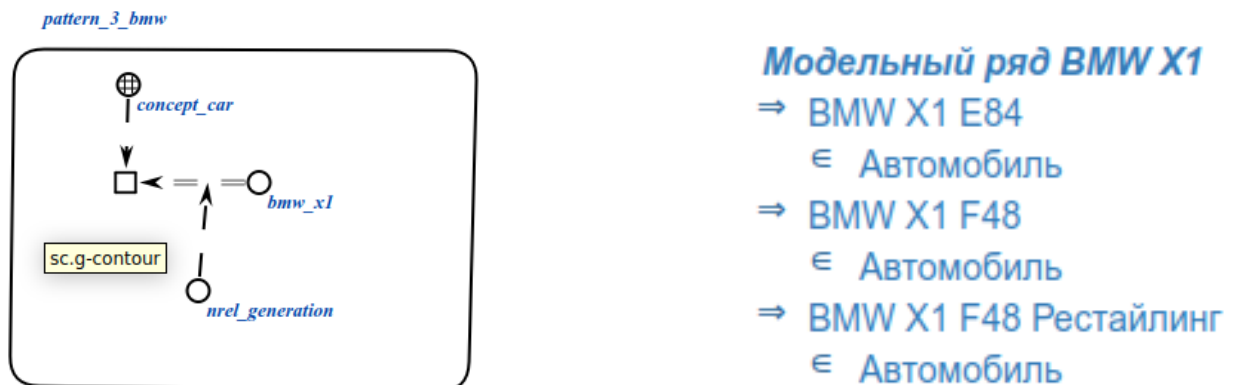 pattern_3_bmw
concept_car
bmw_x1
sc.g-contour
nrel_generation
Модельный ряд BMW X1
⇒ BMW X1 E84
∈ Автомобиль
⇒ BMW X1 F48
∈ Автомобиль
⇒ BMW X1 F48 Рестайлинг
∈ Автомобиль